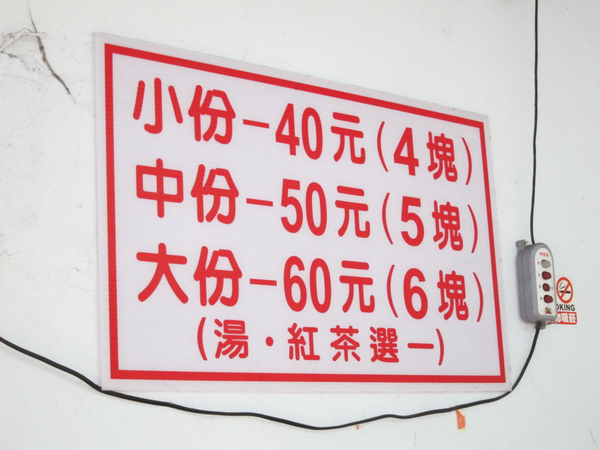 小份－40元（4塊）
中份－50元（5塊）
大份－60元（6塊）
（湯・紅茶選一）
OKING